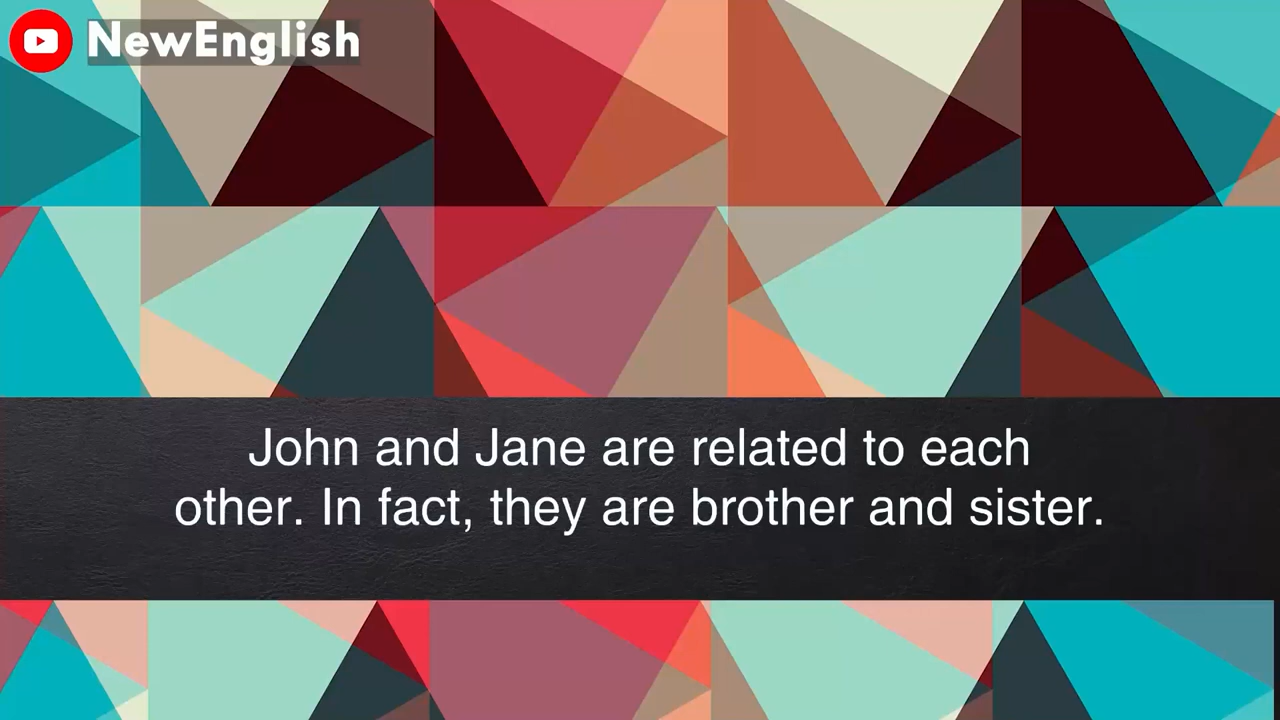 NewEnglish
John and Jane are related to each
other. In fact, they are brother and sister.